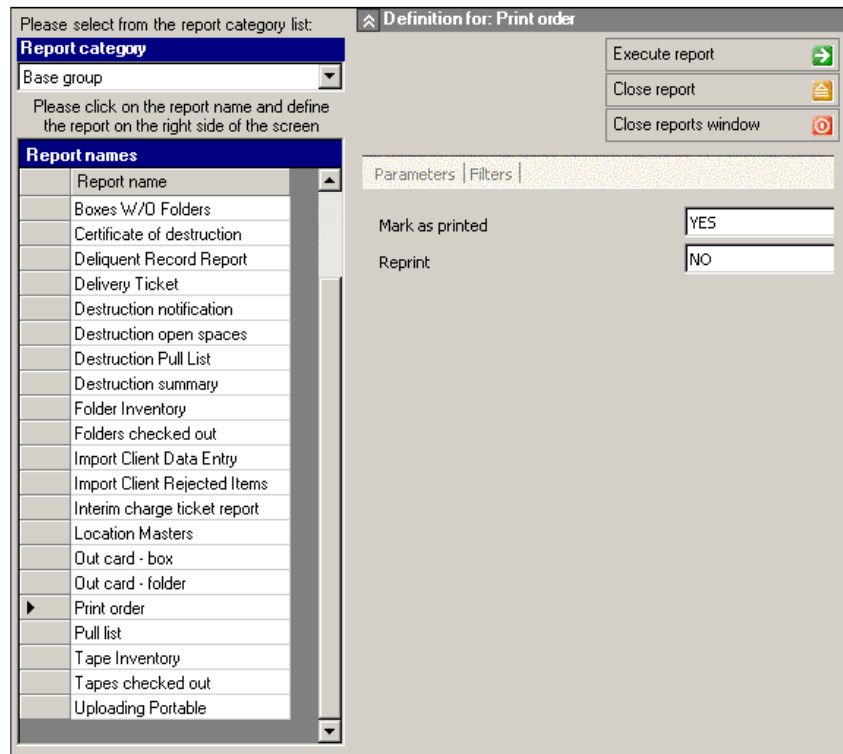 Please select from the report category list:
Report category
Base group
Please click on the report name and define
the report on the right side of the screen
Report names
Report name
Boxes W/O Folders
Certificate of destruction
Deliquent Record Report
Delivery Ticket
Destruction notification
Destruction open spaces
Destruction Pull List
Destruction summary
Folder Inventory
Folders checked out
Import Client Data Entry
Import Client Rejected Items
Interim charge ticket report
Location Masters
Out card - box
Out card - folder
Print order
Pull list
Tape Inventory
Tapes checked out
Uploading Portable
Definition for: Print order
Execute report
Close report
Close reports window
Parameters | Filters |
Mark as printed YES
Reprint NO